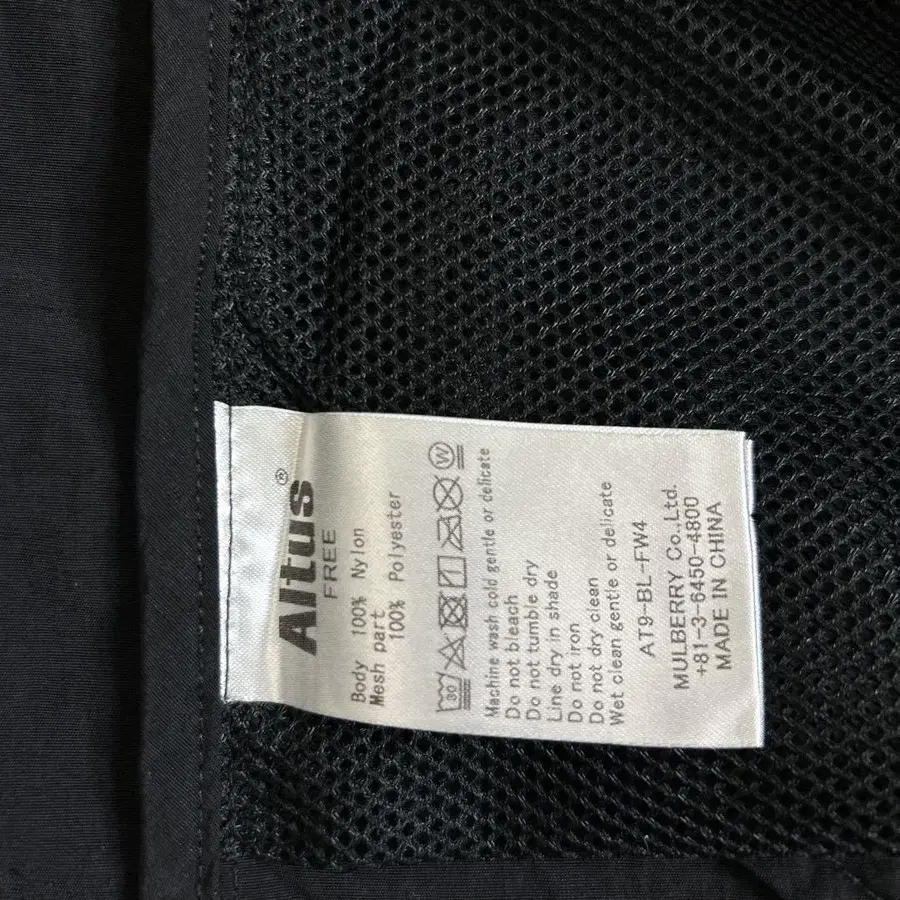 Altus®
FREE
Body 100% Nylon
Mesh part
100% Polyester
30
W
Machine wash cold gentle or delicate
Do not bleach
Do not tumble dry
Line dry in shade
Do not iron
Do not dry clean
Wet clean gentle or delicate
AT9-BL-FW4
MULBERRY Co.,Ltd.
+81-3-6450-4800
MADE IN CHINA